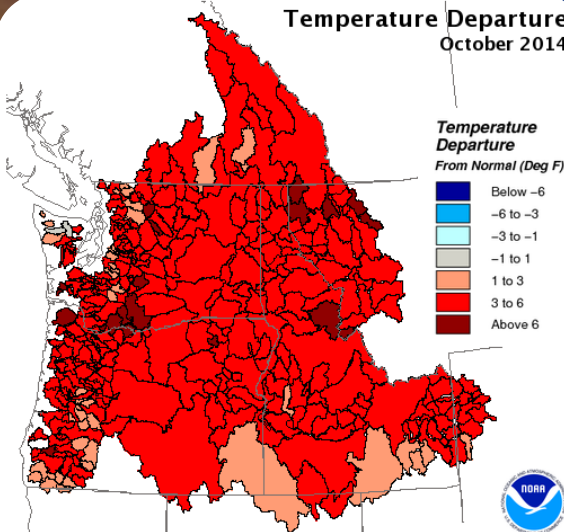 Temperature Departure
October 2014
Temperature
Departure
From Normal (Deg F)
Below -6
-6 to -3
-3 to -1
-1 to 1
1 to 3
3 to 6
Above 6
NOAA